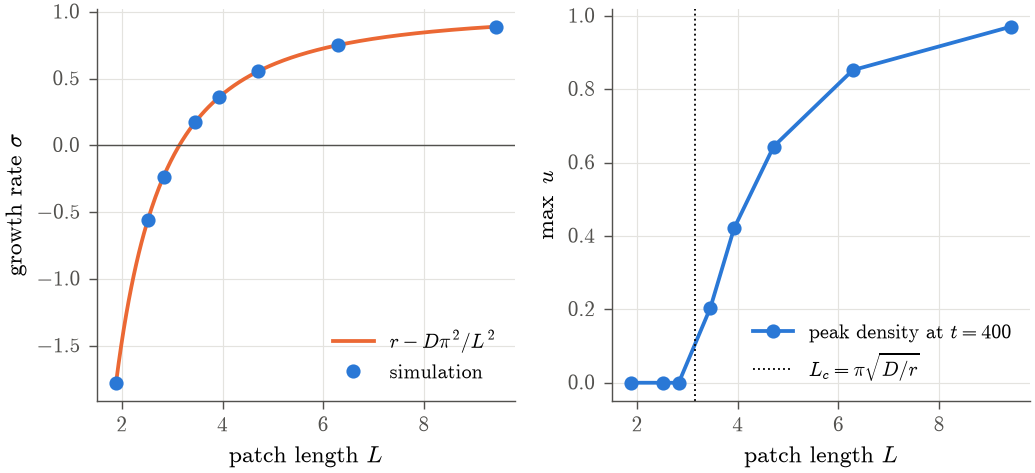 1.0
0.5
0.0
−0.5
−1.0
−1.5
growth rate σ
2
4
6
8
patch length L
r − Dπ²/L²
simulation
1.0
0.8
0.6
0.4
0.2
0.0
max u
2
4
6
8
patch length L
peak density at t = 400
L_c = π√(D/r)